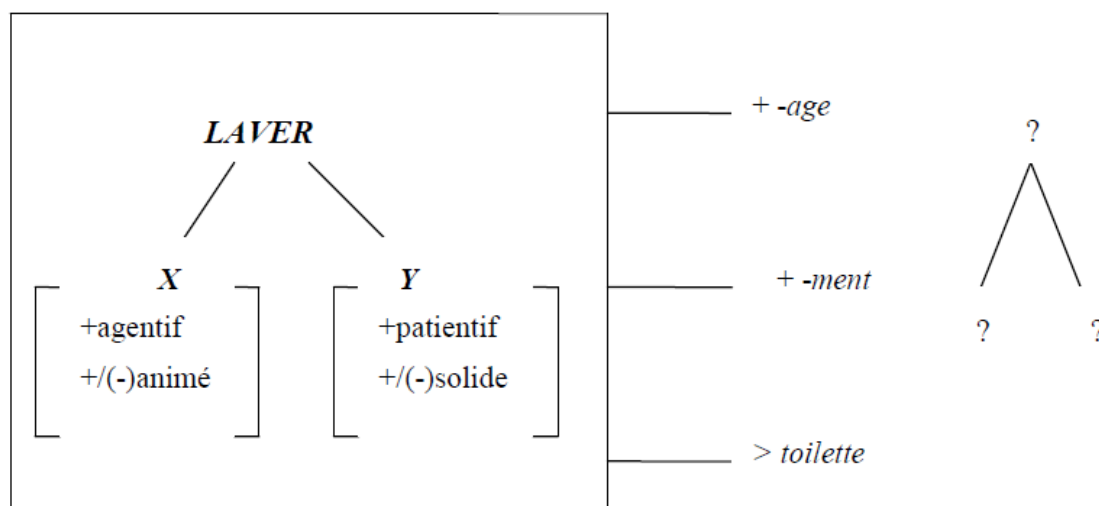 + -age
LAVER
?
X
Y
+ -ment
+agentif
+patientif
?
?
+/(-)animé
+/(-)solide
> toilette